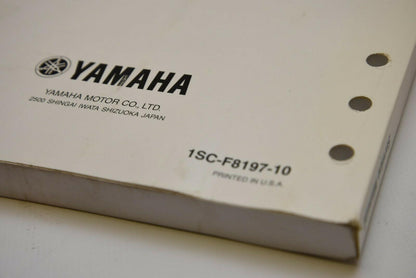 YAMAHA
YAMAHA MOTOR CO., LTD.
2500 SHINGAI IWATA SHIZUOKA JAPAN
1SC-F8197-10
PRINTED IN U.S.A.